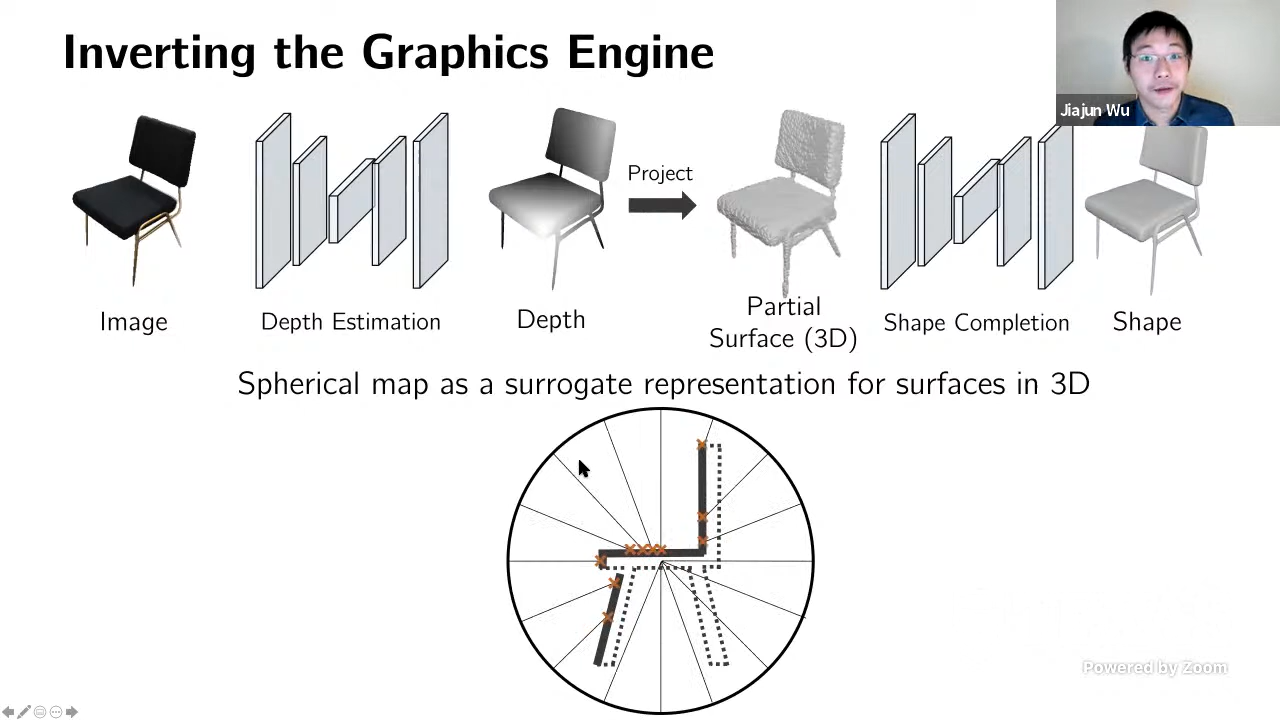 Inverting the Graphics Engine
Jiajun Wu
Project
Image
Depth Estimation
Depth
Partial
Surface (3D)
Shape Completion
Shape
Spherical map as a surrogate representation for surfaces in 3D
Powered by Zoom